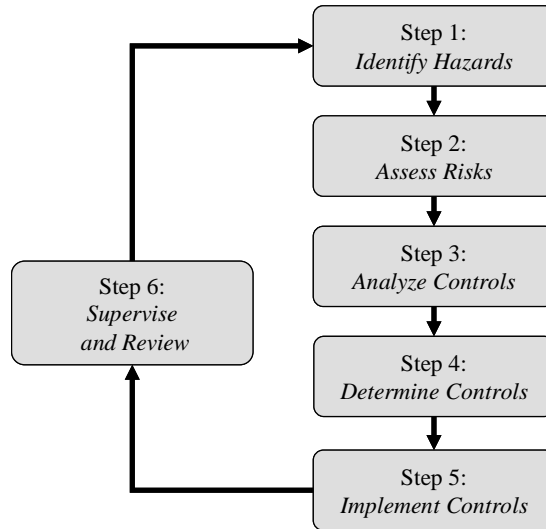 Step 1:
Identify Hazards
Step 2:
Assess Risks
Step 3:
Analyze Controls
Step 4:
Determine Controls
Step 5:
Implement Controls
Step 6:
Supervise
and Review